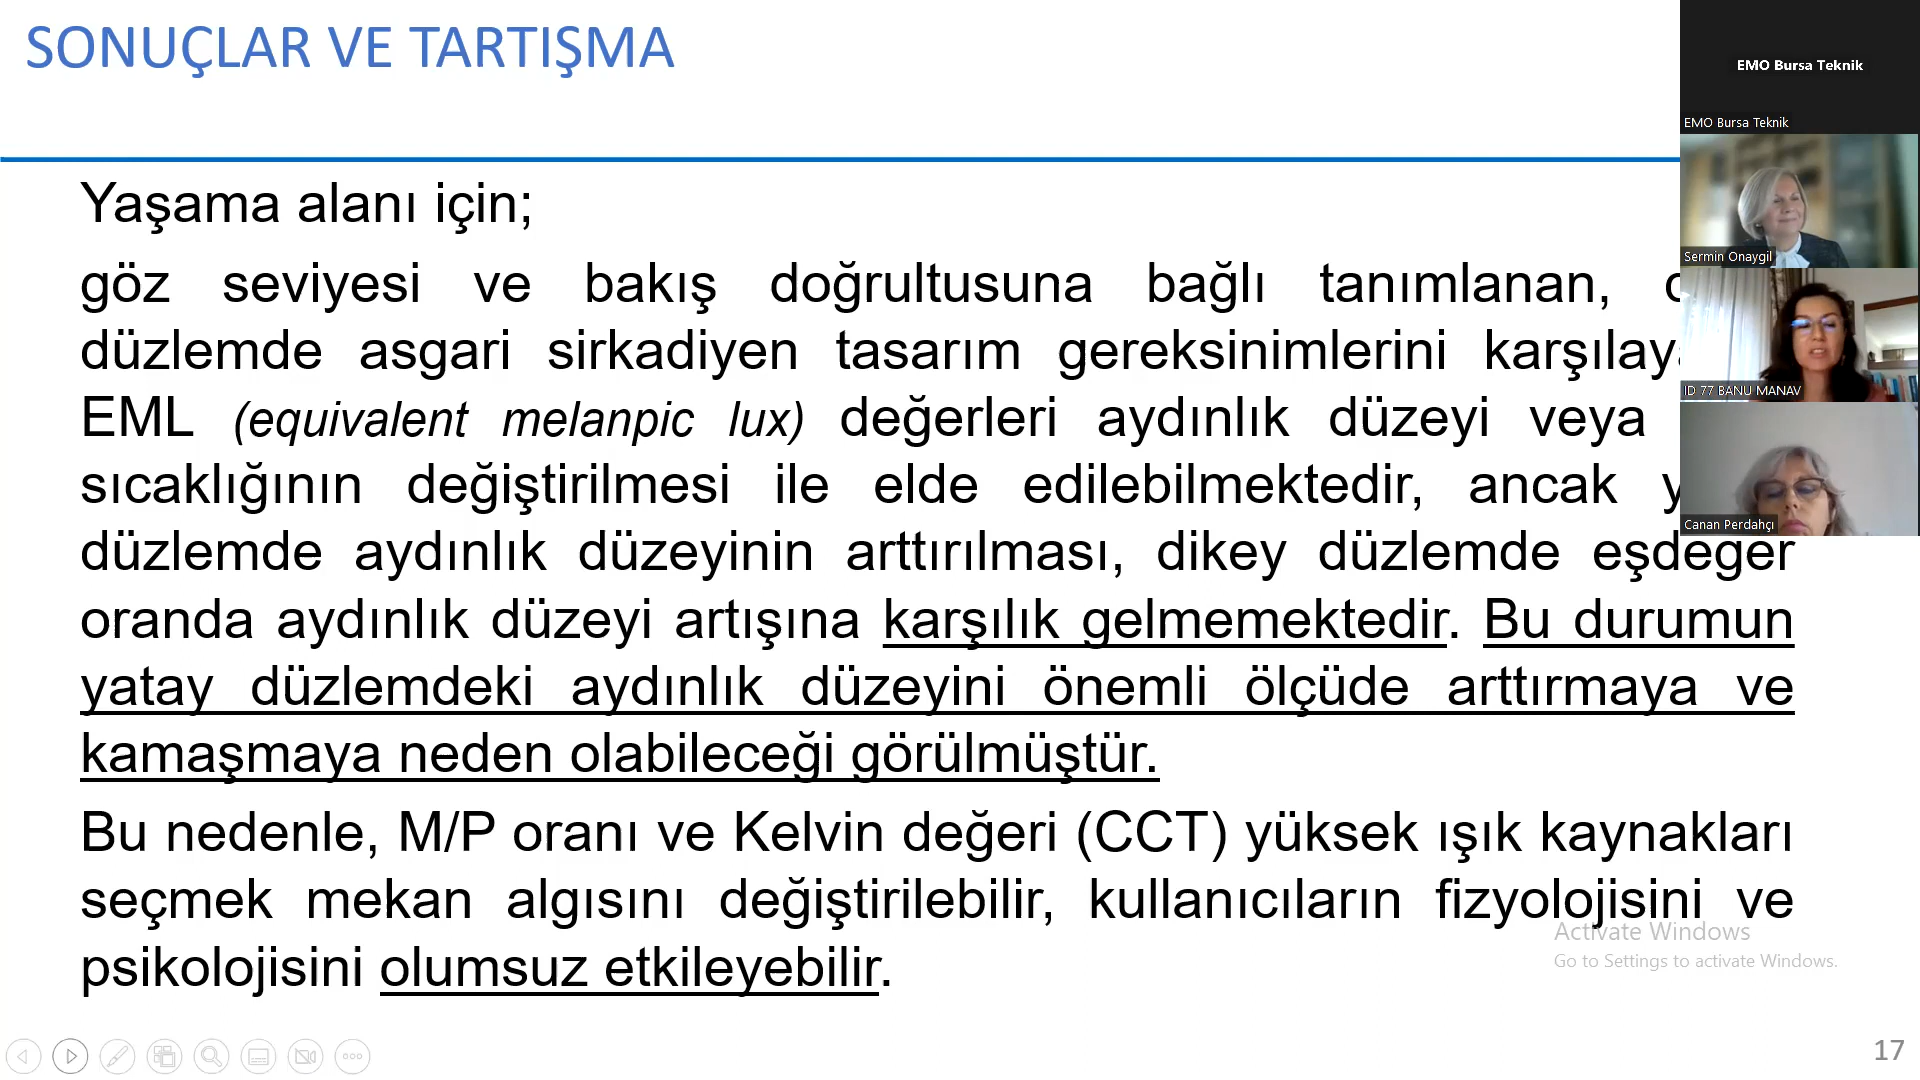 SONUÇLAR VE TARTIŞMA
EMO Bursa Teknik
EMO Bursa Teknik
Sermin Onaygil
ID 77 BANU MANAV
Canan Perdahçı
Yaşama alanı için;
göz seviyesi ve bakış doğrultusuna bağlı tanımlanan,
düzlemde asgari sirkadiyen tasarım gereksinimlerini
EML (equivalent melanpic lux) değerleri aydınlık düzeyi veya
sıcaklığının değiştirilmesi ile elde edilebilmektedir, ancak
düzlemde aydınlık düzeyinin arttırılması, dikey düzlemde eşdeğer
oranda aydınlık düzeyi artışına karşılık gelmemektedir. Bu durumun
yatay düzlemdeki aydınlık düzeyini önemli ölçüde arttırmaya ve
kamaşmaya neden olabileceği görülmüştür.
Bu nedenle, M/P oranı ve Kelvin değeri (CCT) yüksek ışık kaynakları
seçmek mekan algısını değiştirilebilir, kullanıcıların fizyolojisini ve
psikolojisini olumsuz etkileyebilir.
Activate Windows
Go to Settings to activate Windows.
17